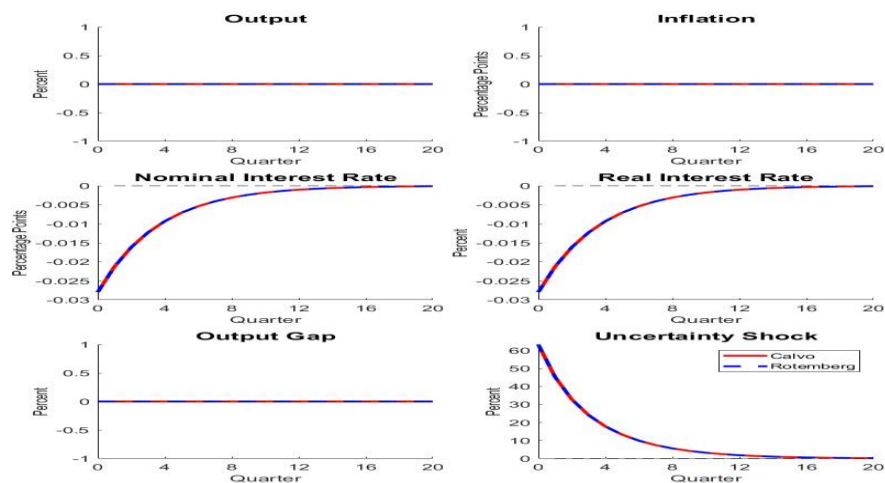 Output
Percent
1
0.5
0
-0.5
-1
0 4 8 12 16 20
Quarter
Inflation
Percentage Points
1
0.5
0
-0.5
-1
0 4 8 12 16 20
Quarter
Nominal Interest Rate
Percentage Points
0
-0.005
-0.01
-0.015
-0.02
-0.025
-0.03
0 4 8 12 16 20
Quarter
Real Interest Rate
Percent
0
-0.005
-0.01
-0.015
-0.02
-0.025
-0.03
0 4 8 12 16 20
Quarter
Output Gap
Percent
1
0.5
0
-0.5
-1
0 4 8 12 16 20
Quarter
Uncertainty Shock
Percent
60
50
40
30
20
10
0
0 4 8 12 16 20
Quarter
Calvo
Rotemberg